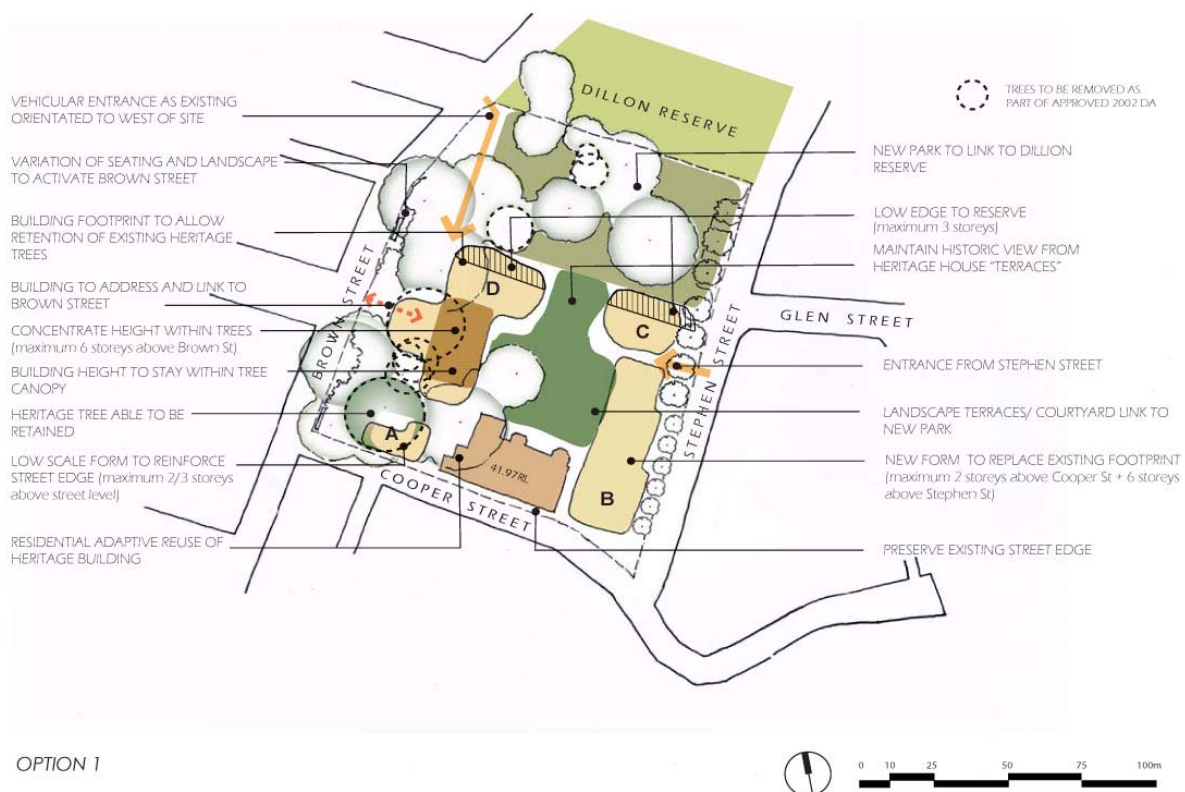 VEHICULAR ENTRANCE AS EXISTING
ORIENTATED TO WEST OF SITE
VARIATION OF SEATING AND LANDSCAPE
TO ACTIVATE BROWN STREET
BUILDING FOOTPRINT TO ALLOW
RETENTION OF EXISTING HERITAGE
TREES
BUILDING TO ADDRESS AND LINK TO
BROWN STREET
CONCENTRATE HEIGHT WITHIN TREES
(maximum 6 storeys above Brown St)
BUILDING HEIGHT TO STAY WITHIN TREE
CANOPY
HERITAGE TREE ABLE TO BE
RETAINED
LOW SCALE FORM TO REINFORCE
STREET EDGE (maximum 2/3 storeys
above street level)
RESIDENTIAL ADAPTIVE REUSE OF
HERITAGE BUILDING
DILLON RESERVE
BROWN STREET
D
C
A
B
41.97RL
COOPER STREET
STEPHEN STREET
GLEN STREET
TREES TO BE REMOVED AS
PART OF APPROVED 2002 DA
NEW PARK TO LINK TO DILLION
RESERVE
LOW EDGE TO RESERVE
(maximum 3 storeys)
MAINTAIN HISTORIC VIEW FROM
HERITAGE HOUSE "TERRACES"
ENTRANCE FROM STEPHEN STREET
LANDSCAPE TERRACES/ COURTYARD LINK TO
NEW PARK
NEW FORM TO REPLACE EXISTING FOOTPRINT
(maximum 2 storeys above Cooper St + 6 storeys
above Stephen St)
PRESERVE EXISTING STREET EDGE
OPTION 1
0 10 25 50 75 100m